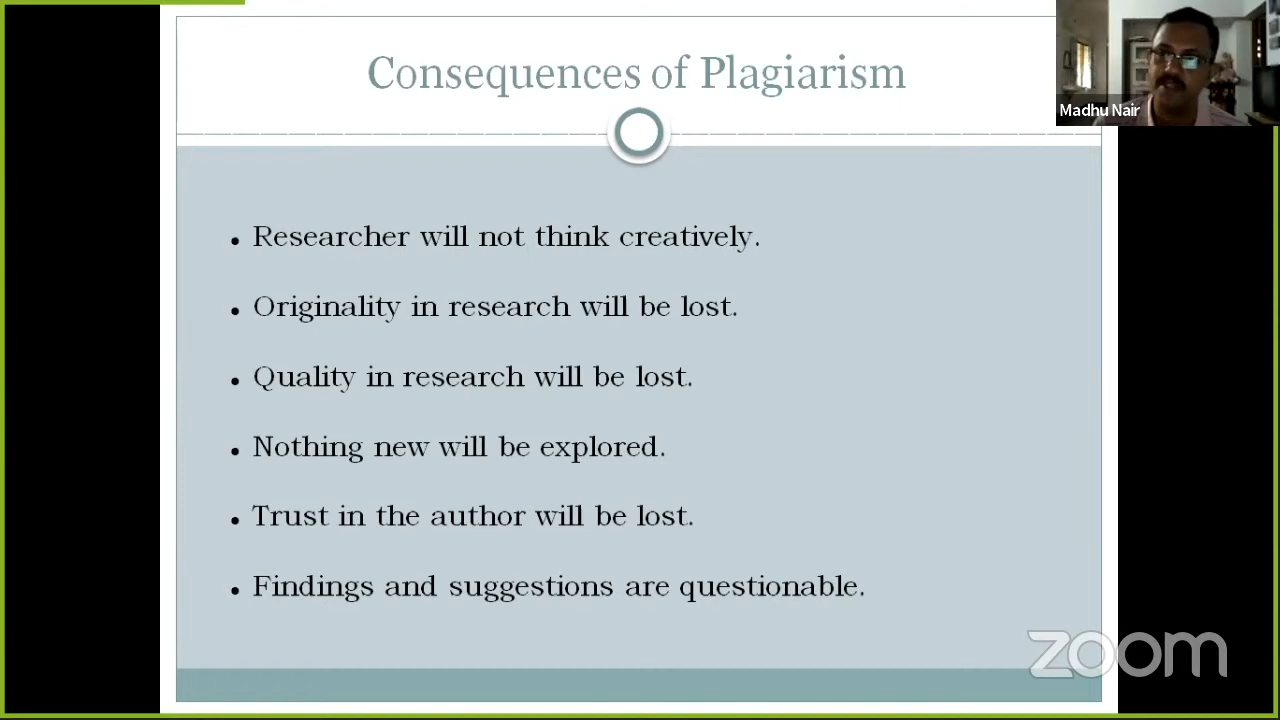 Consequences of Plagiarism
Madhu Nair
• Researcher will not think creatively.
• Originality in research will be lost.
• Quality in research will be lost.
• Nothing new will be explored.
• Trust in the author will be lost.
• Findings and suggestions are questionable.
zoom